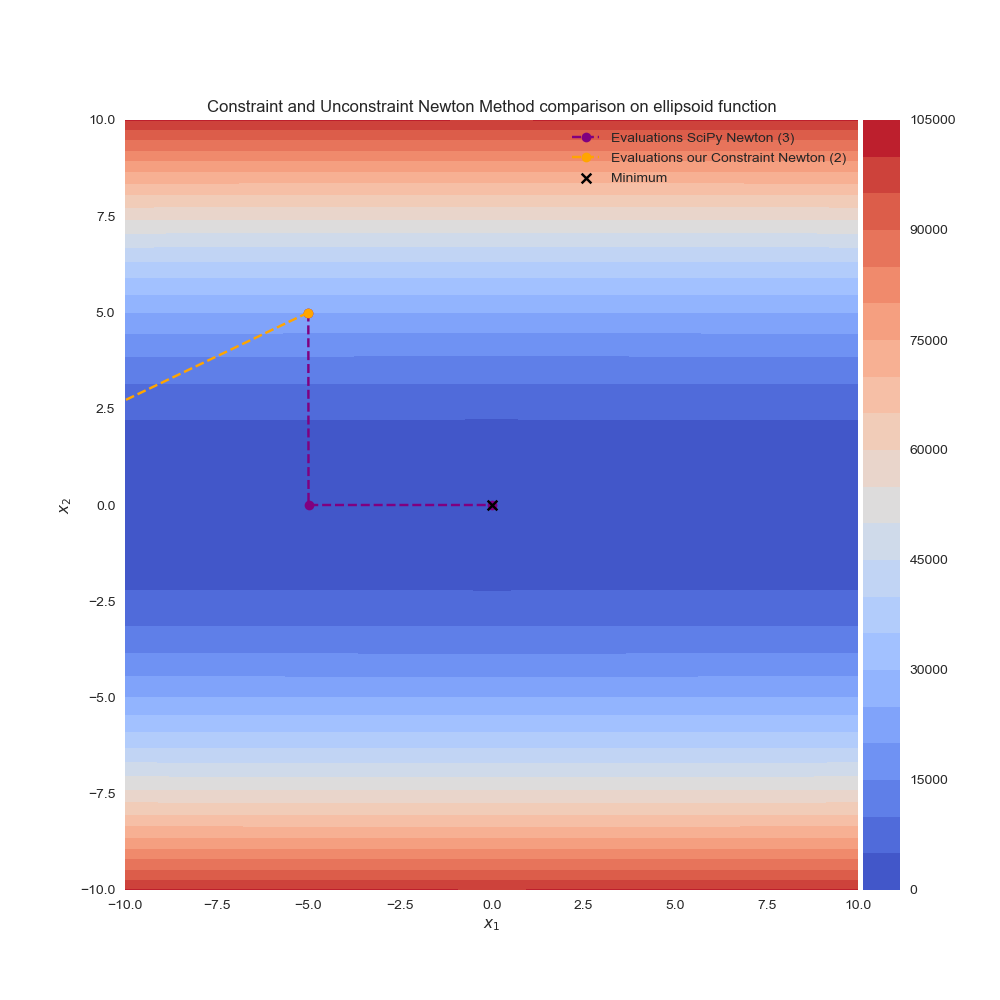 Constraint and Unconstraint Newton Method comparison on ellipsoid function
Evaluations SciPy Newton (3)
Evaluations our Constraint Newton (2)
Minimum
10.0
7.5
5.0
2.5
0.0
−2.5
−5.0
−7.5
−10.0
x₂
−10.0 −7.5 −5.0 −2.5 0.0 2.5 5.0 7.5 10.0
x₁
105000
90000
75000
60000
45000
30000
15000
0